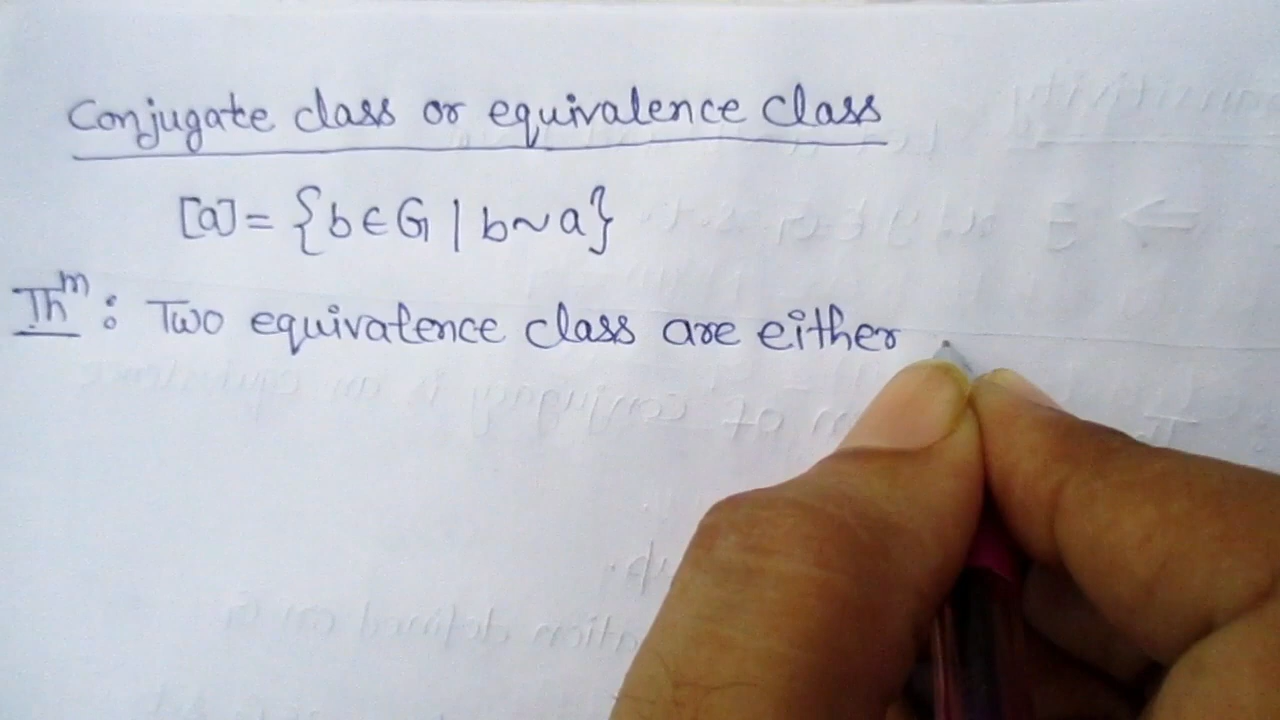 Conjugate class or equivalence class
[a] = {b ∈ G | b ~ a}
Thm : Two equivalence class are either